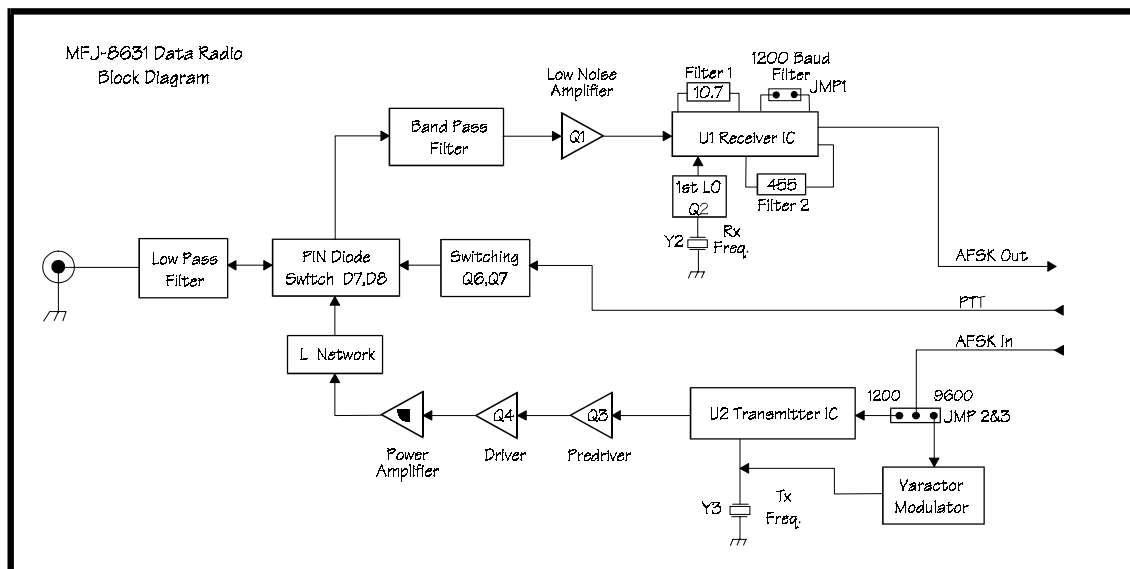 MFJ-8631 Data Radio
Block Diagram
Low Noise
Amplifier
Filter 1
10.7
1200 Baud
Filter
JMP1
Band Pass
Filter
Q1
U1 Receiver IC
1st LO
Q2
455
Filter 2
Y2
Rx
Freq.
Low Pass
Filter
PIN Diode
Switch D7,D8
Switching
Q6,Q7
AFSK Out
PTT
AFSK In
L Network
1200
9600
JMP 2&3
U2 Transmitter IC
Q4
Q3
Power
Amplifier
Driver
Predriver
Varactor
Modulator
Y3
Tx
Freq.